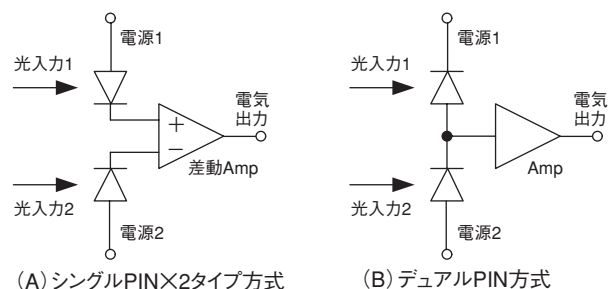 電源1
光入力1
+
−
電気
出力
差動Amp
光入力2
電源2
(A)シングルPIN×2タイプ方式
電源1
光入力1
電気
出力
Amp
光入力2
電源2
(B)デュアルPIN方式